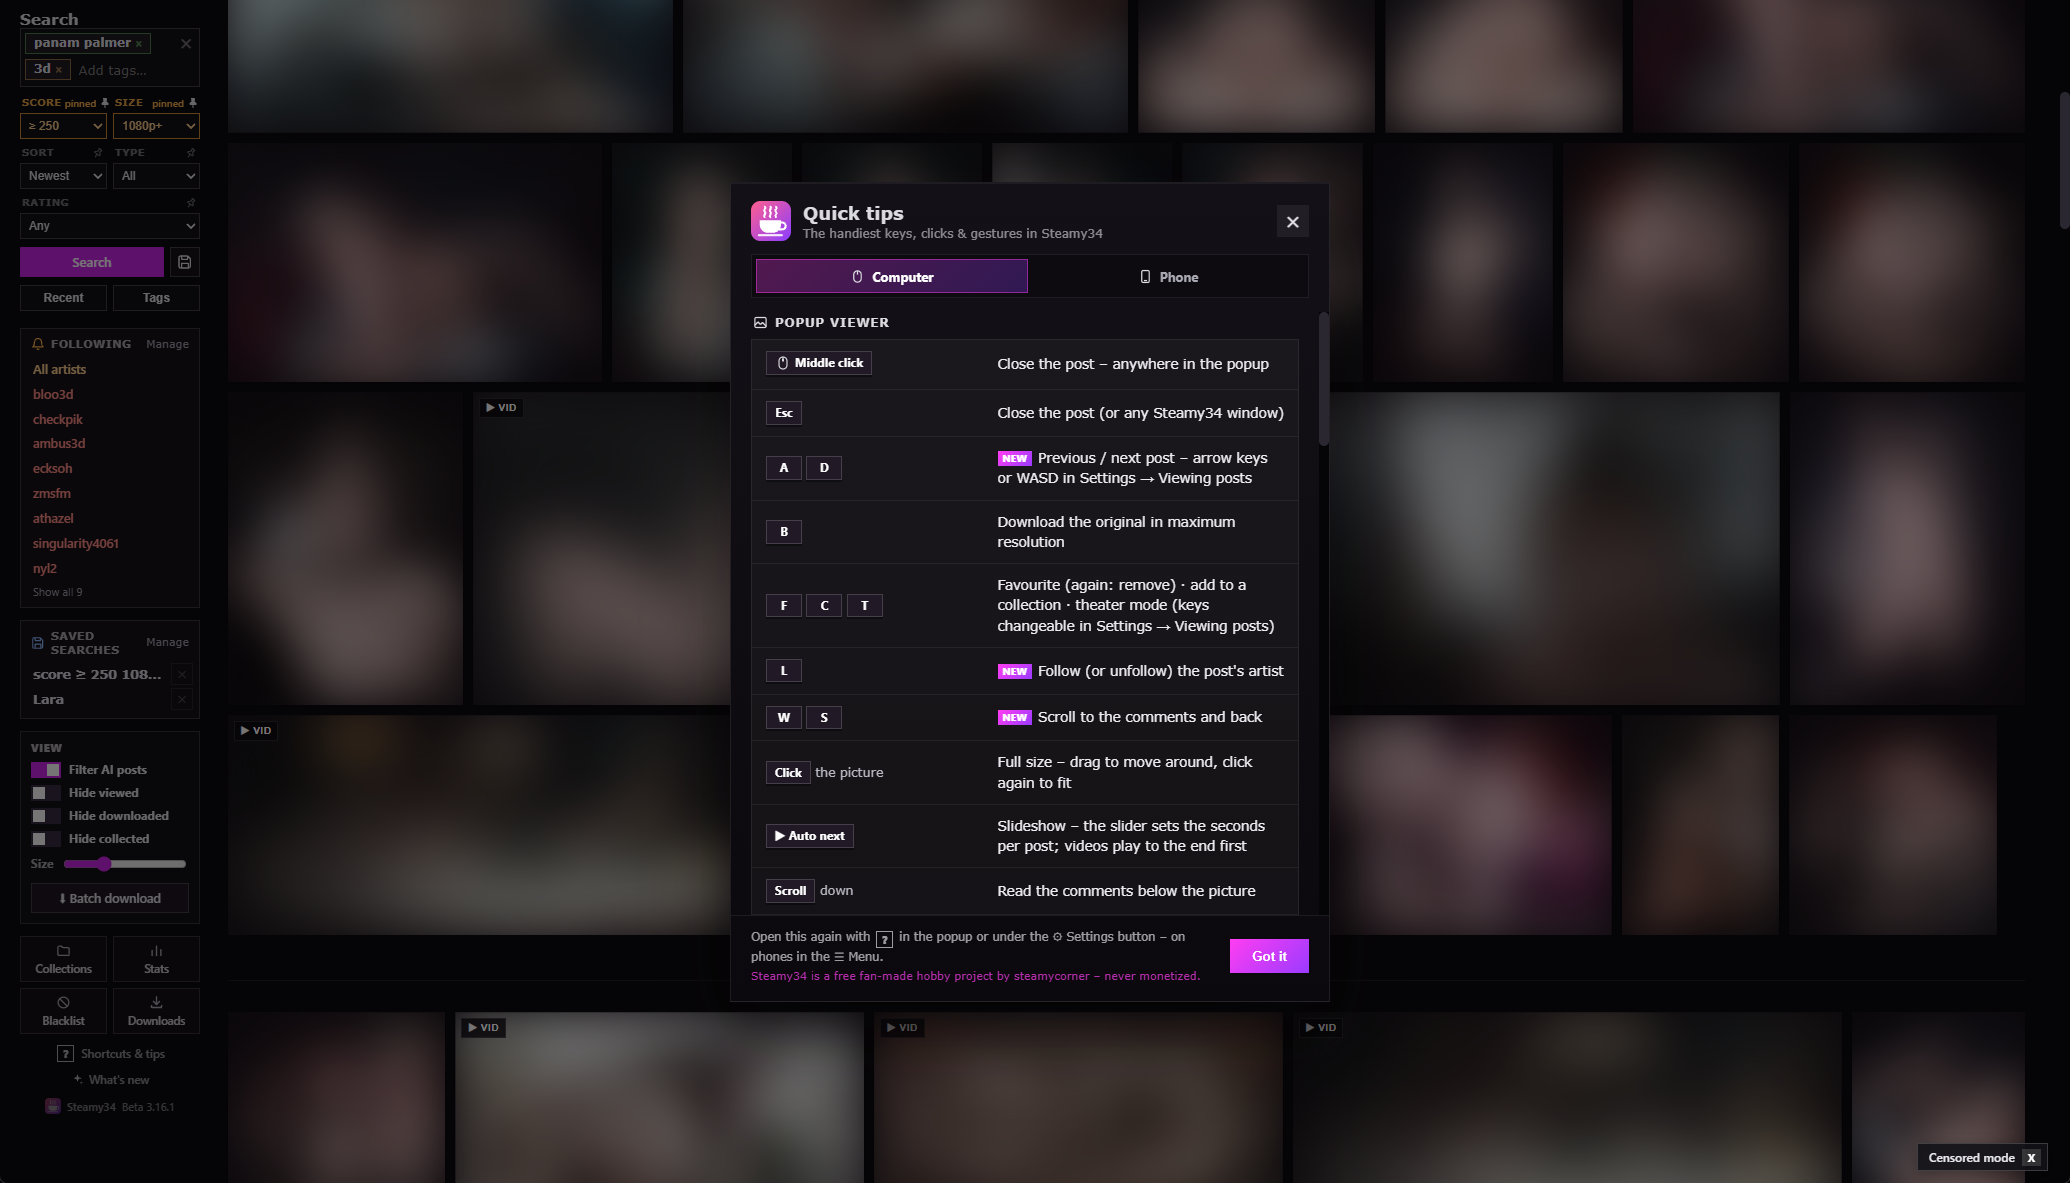 Search
panam palmer ×
3d × Add tags...
SCORE pinned SIZE pinned
≥ 250 1080p+
SORT TYPE
Newest All
RATING
Any
Search
Recent Tags
FOLLOWING Manage
All artists
bloo3d
checkpik
ambus3d
ecksoh
zmsfm
athazel
singularity4061
nyl2
Show all 9
SAVED SEARCHES Manage
score ≥ 250 108...
Lara
VIEW
Filter AI posts
Hide viewed
Hide downloaded
Hide collected
Size
Batch download
Collections Stats
Blacklist Downloads
? Shortcuts & tips
What's new
Steamy34 Beta 3.16.1
VID
VID
VID
VID
VID
Quick tips
The handiest keys, clicks & gestures in Steamy34
Computer Phone
POPUP VIEWER
Middle click Close the post – anywhere in the popup
Esc Close the post (or any Steamy34 window)
A D NEW Previous / next post – arrow keys
or WASD in Settings → Viewing posts
B Download the original in maximum
resolution
F C T Favourite (again: remove) · add to a
collection · theater mode (keys
changeable in Settings → Viewing posts)
L NEW Follow (or unfollow) the post's artist
W S NEW Scroll to the comments and back
Click the picture Full size – drag to move around, click
again to fit
▶ Auto next Slideshow – the slider sets the seconds
per post; videos play to the end first
Scroll down Read the comments below the picture
Open this again with ? in the popup or under the ⚙ Settings button – on
phones in the ☰ Menu.
Steamy34 is a free fan-made hobby project by steamycorner – never monetized.
Got it
Censored mode X